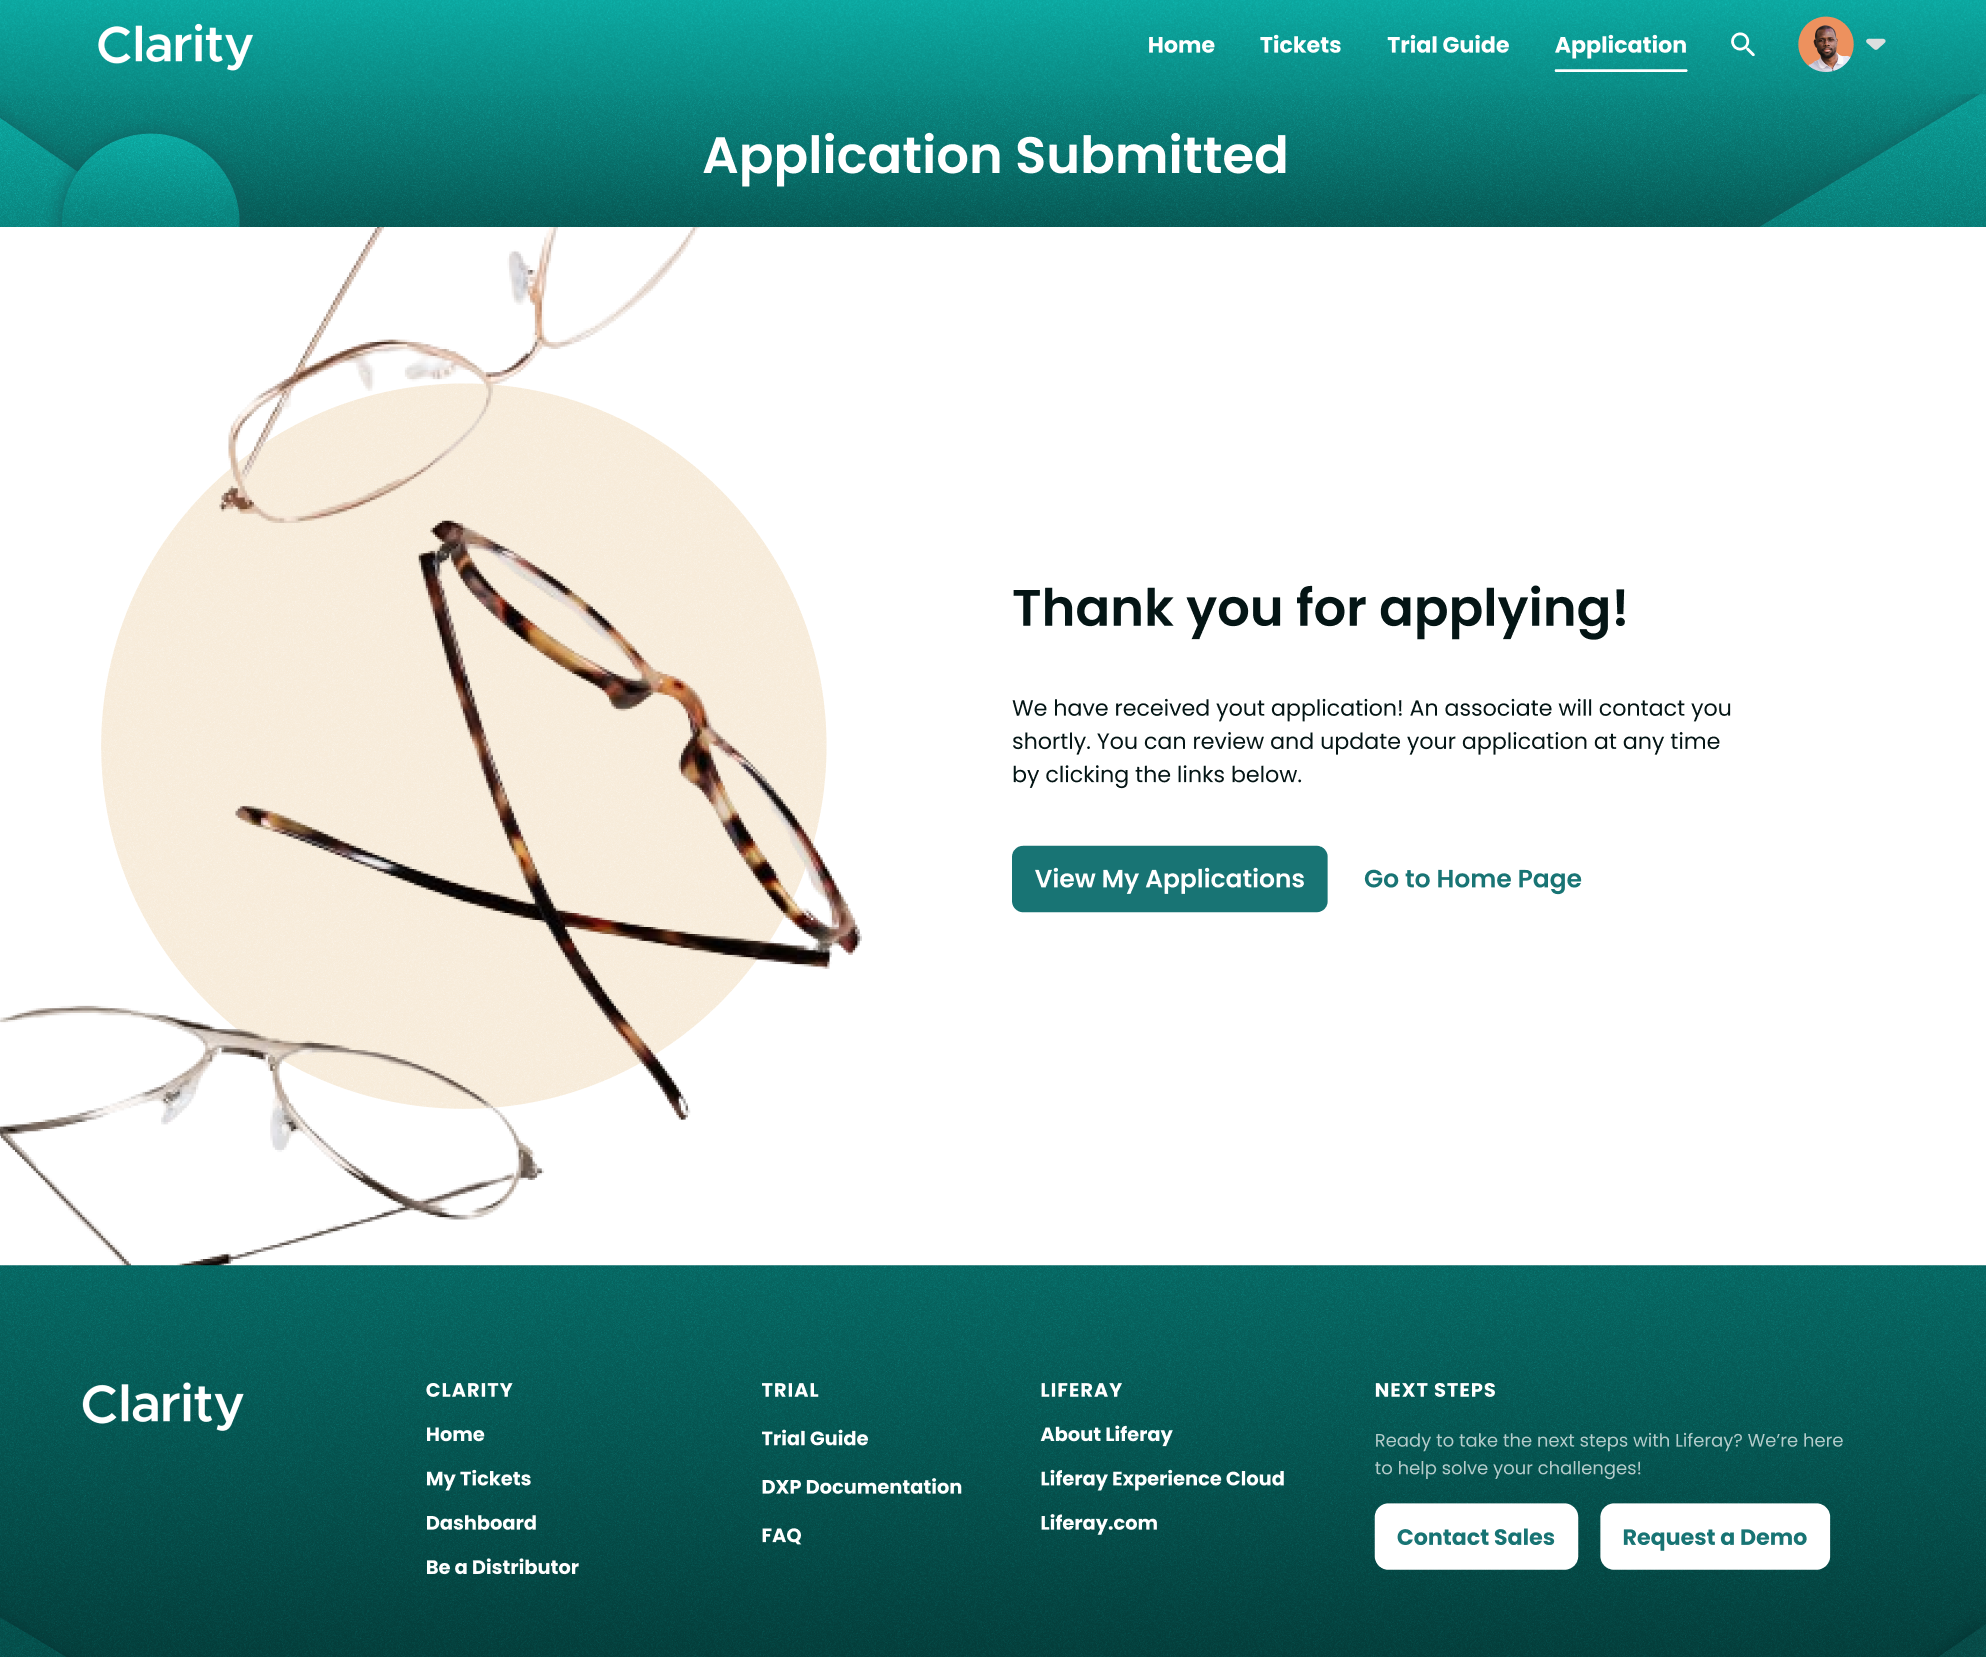 Clarity
Home Tickets Trial Guide Application
Application Submitted
Thank you for applying!
We have received yout application! An associate will contact you
shortly. You can review and update your application at any time
by clicking the links below.
View My Applications Go to Home Page
Clarity
CLARITY
Home
My Tickets
Dashboard
Be a Distributor
TRIAL
Trial Guide
DXP Documentation
FAQ
LIFERAY
About Liferay
Liferay Experience Cloud
Liferay.com
NEXT STEPS
Ready to take the next steps with Liferay? We're here
to help solve your challenges!
Contact Sales Request a Demo